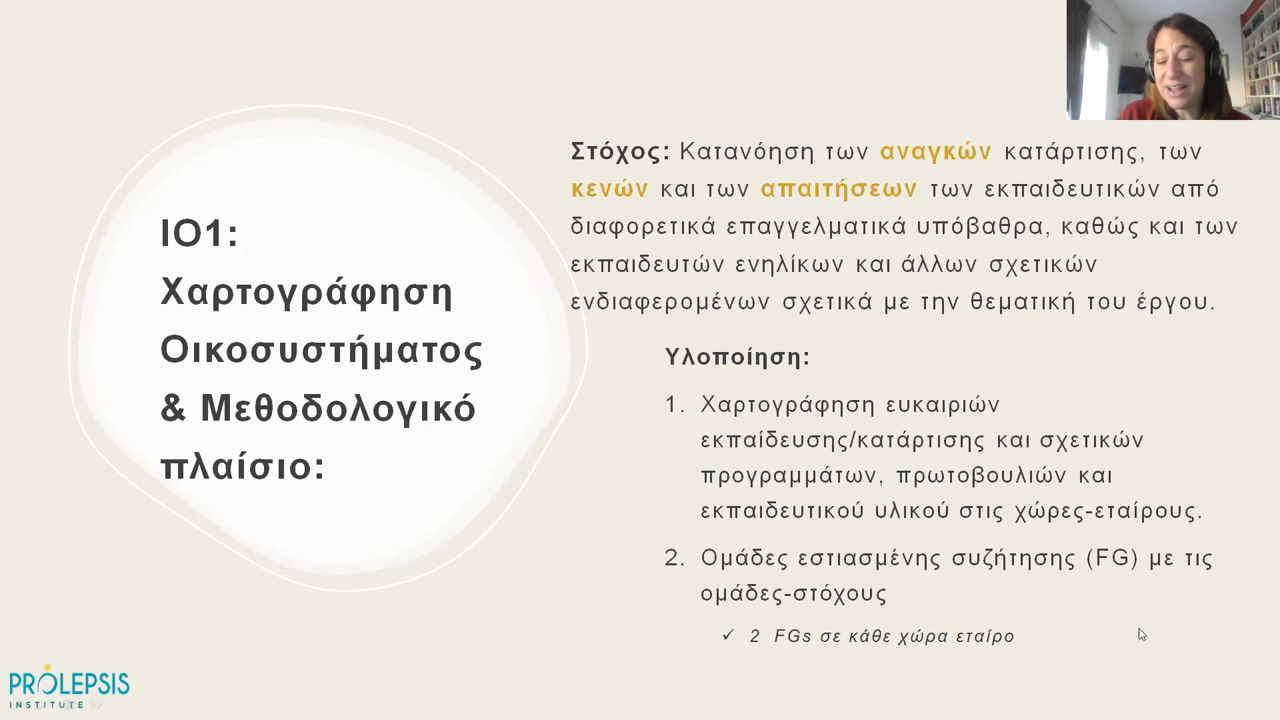 ΙΟ1:
Χαρτογράφηση
Οικοσυστήματος
& Μεθοδολογικό
πλαίσιο:
Στόχος: Κατανόηση των αναγκών κατάρτισης, των
κενών και των απαιτήσεων των εκπαιδευτικών από
διαφορετικά επαγγελματικά υπόβαθρα, καθώς και των
εκπαιδευτών ενηλίκων και άλλων σχετικών
ενδιαφερομένων σχετικά με την θεματική του έργου.
Υλοποίηση:
1. Χαρτογράφηση ευκαιριών
εκπαίδευσης/κατάρτισης και σχετικών
προγραμμάτων, πρωτοβουλιών και
εκπαιδευτικού υλικού στις χώρες-εταίρους.
2. Ομάδες εστιασμένης συζήτησης (FG) με τις
ομάδες-στόχους
✓ 2 FGs σε κάθε χώρα εταίρο
PROLEPSIS
INSTITUTE